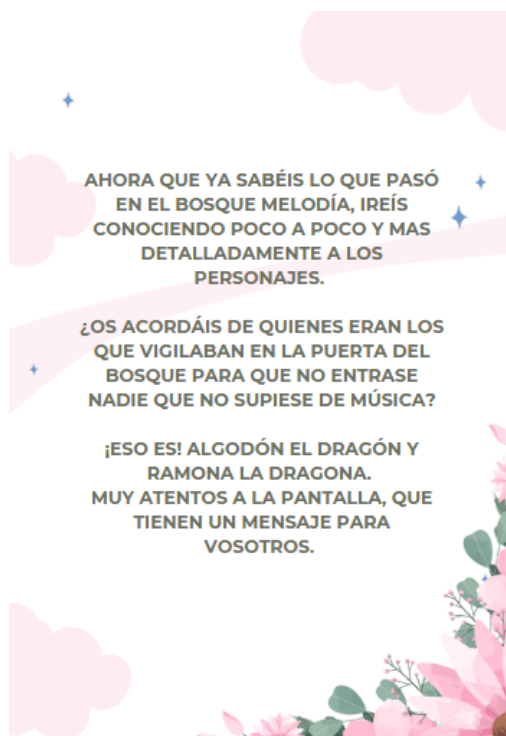 AHORA QUE YA SABÉIS LO QUE PASÓ
EN EL BOSQUE MELODÍA, IREÍS
CONOCIENDO POCO A POCO Y MAS
DETALLADAMENTE A LOS
PERSONAJES.
¿OS ACORDÁIS DE QUIENES ERAN LOS
QUE VIGILABAN EN LA PUERTA DEL
BOSQUE PARA QUE NO ENTRASE
NADIE QUE NO SUPIESE DE MÚSICA?
¡ESO ES! ALGODÓN EL DRAGÓN Y
RAMONA LA DRAGONA.
MUY ATENTOS A LA PANTALLA, QUE
TIENEN UN MENSAJE PARA
VOSOTROS.